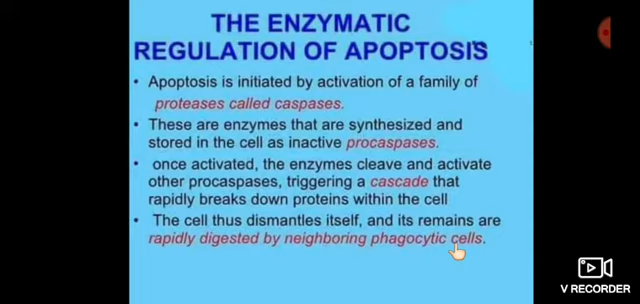 THE ENZYMATIC
REGULATION OF APOPTOSIS
• Apoptosis is initiated by activation of a family of
proteases called caspases.
• These are enzymes that are synthesized and
stored in the cell as inactive procaspases.
• once activated, the enzymes cleave and activate
other procaspases, triggering a cascade that
rapidly breaks down proteins within the cell
• The cell thus dismantles itself, and its remains are
rapidly digested by neighboring phagocytic cells.
V RECORDER